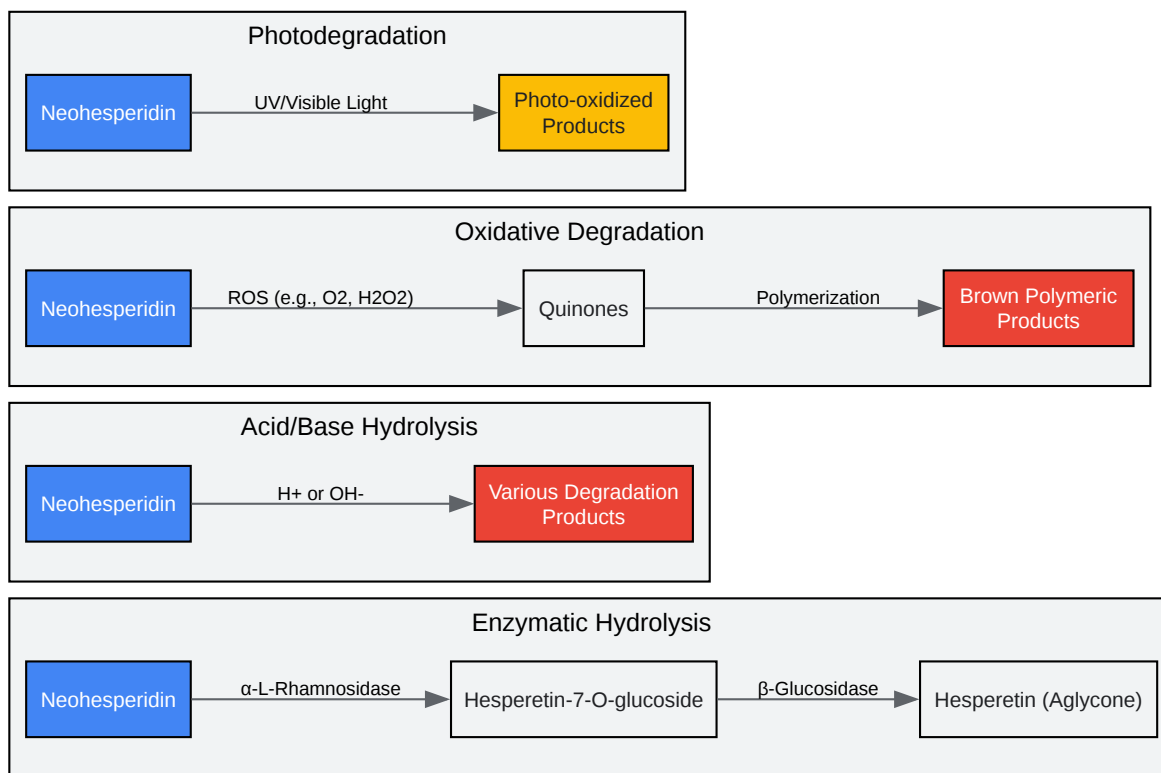 Photodegradation
Neohesperidin
UV/Visible Light
Photo-oxidized
Products
Oxidative Degradation
Neohesperidin
ROS (e.g., O2, H2O2)
Quinones
Polymerization
Brown Polymeric
Products
Acid/Base Hydrolysis
Neohesperidin
H+ or OH-
Various Degradation
Products
Enzymatic Hydrolysis
Neohesperidin
α-L-Rhamnosidase
Hesperetin-7-O-glucoside
β-Glucosidase
Hesperetin (Aglycone)